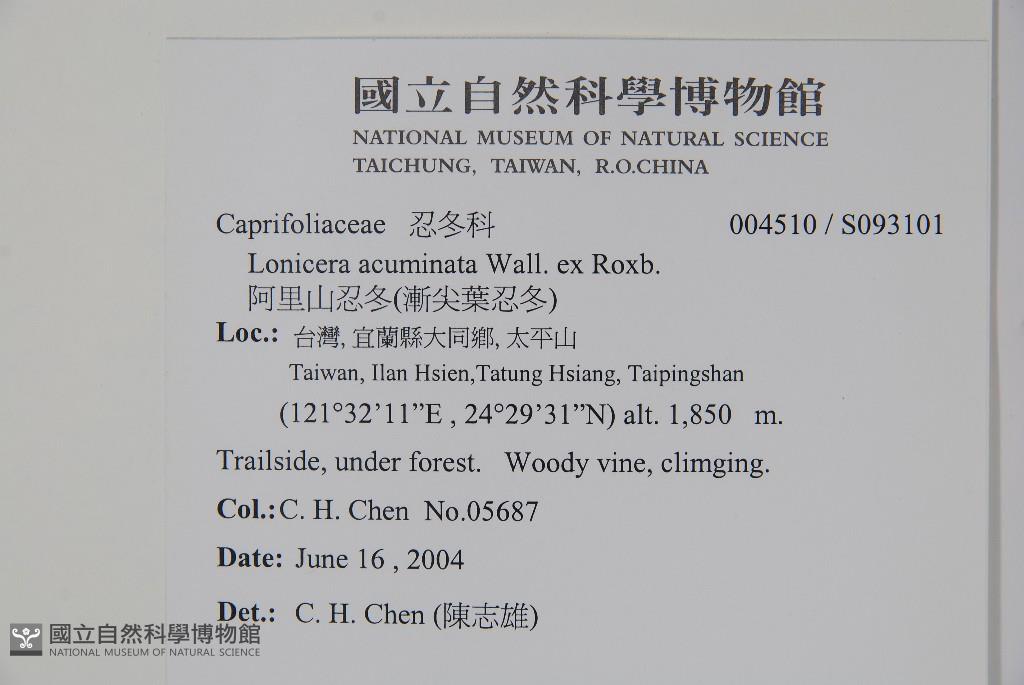 國立自然科學博物館
NATIONAL MUSEUM OF NATURAL SCIENCE
TAICHUNG, TAIWAN, R.O.CHINA
Caprifoliaceae 忍冬科 004510 / S093101
Lonicera acuminata Wall. ex Roxb.
阿里山忍冬(漸尖葉忍冬)
Loc.: 台灣, 宜蘭縣大同鄉, 太平山
Taiwan, Ilan Hsien,Tatung Hsiang, Taipingshan
(121°32’11”E , 24°29’31”N) alt. 1,850 m.
Trailside, under forest. Woody vine, climging.
Col.: C. H. Chen No.05687
Date: June 16 , 2004
Det.: C. H. Chen (陳志雄)
國立自然科學博物館
NATIONAL MUSEUM OF NATURAL SCIENCE